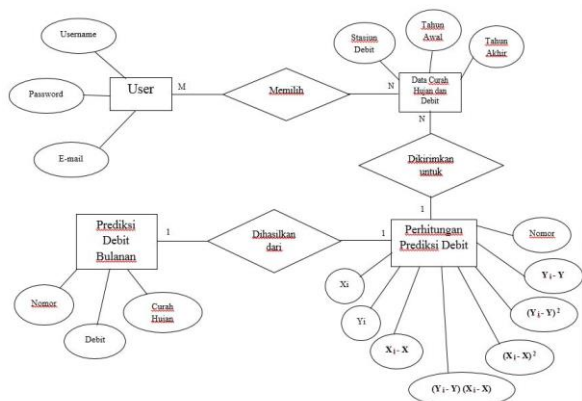 Username
Password
E-mail
User
M
Memilih
N
Stasiun
Debit
Tahun
Awal
Tahun
Akhir
Data Curah
Hujan dan
Debit
N
Dikirimkan
untuk
1
Prediksi
Debit
Bulanan
1
Dihasilkan
dari
1
Perhitungan
Prediksi Debit
Nomor
Debit
Curah
Hujan
Nomor
Yi - Y
(Yi - Y)²
(Xi - X)²
(Yi - Y) (Xi - X)
Xi - X
Yi
Xi